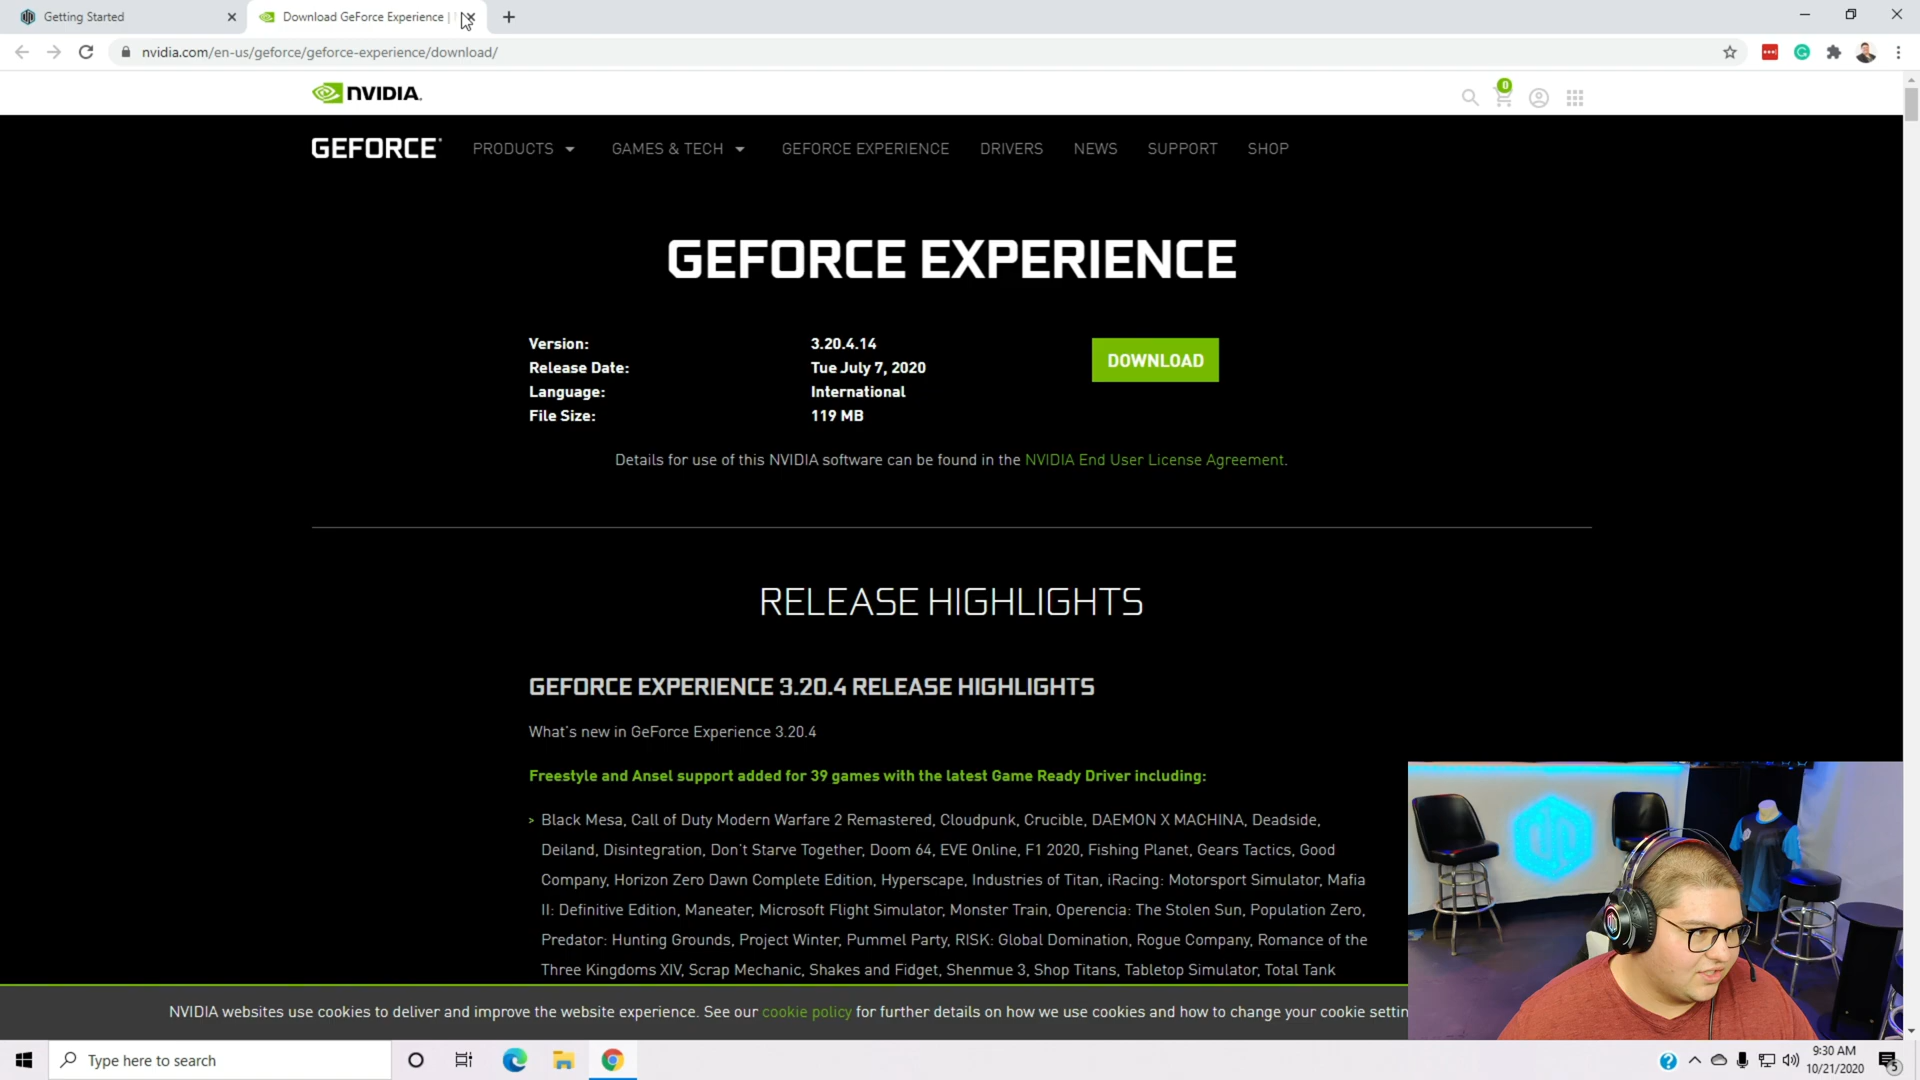 Getting Started
Download GeForce Experience |
nvidia.com/en-us/geforce/geforce-experience/download/
NVIDIA.
0
GEFORCE
PRODUCTS
GAMES & TECH
GEFORCE EXPERIENCE
DRIVERS
NEWS
SUPPORT
SHOP
GEFORCE EXPERIENCE
Version: 3.20.4.14
Release Date: Tue July 7, 2020
Language: International
File Size: 119 MB
DOWNLOAD
Details for use of this NVIDIA software can be found in the NVIDIA End User License Agreement.
RELEASE HIGHLIGHTS
GEFORCE EXPERIENCE 3.20.4 RELEASE HIGHLIGHTS
What's new in GeForce Experience 3.20.4
Freestyle and Ansel support added for 39 games with the latest Game Ready Driver including:
> Black Mesa, Call of Duty Modern Warfare 2 Remastered, Cloudpunk, Crucible, DAEMON X MACHINA, Deadside,
Deiland, Disintegration, Don't Starve Together, Doom 64, EVE Online, F1 2020, Fishing Planet, Gears Tactics, Good
Company, Horizon Zero Dawn Complete Edition, Hyperscape, Industries of Titan, iRacing: Motorsport Simulator, Mafia
II: Definitive Edition, Maneater, Microsoft Flight Simulator, Monster Train, Operencia: The Stolen Sun, Population Zero,
Predator: Hunting Grounds, Project Winter, Pummel Party, RISK: Global Domination, Rogue Company, Romance of the
Three Kingdoms XIV, Scrap Mechanic, Shakes and Fidget, Shenmue 3, Shop Titans, Tabletop Simulator, Total Tank
NVIDIA websites use cookies to deliver and improve the website experience. See our cookie policy for further details on how we use cookies and how to change your cookie settin
Type here to search
9:30 AM
10/21/2020
5